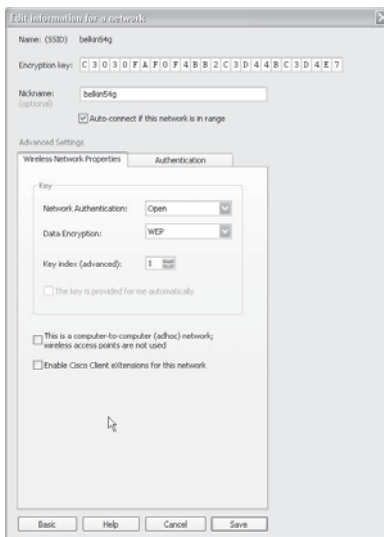 Edit information for a network
Name: (SSID) belkin54g
Encryption key: C 3 0 3 0 F A F 0 F 4 B B 2 C 3 D 4 4 B C 3 D 4 E 7
Nickname: belkin54g
(optional)
Auto-connect if this network is in range
Advanced Settings
Wireless Network Properties Authentication
Key
Network Authentication: Open
Data Encryption: WEP
Key index (advanced): 1
The key is provided for me automatically
This is a computer-to-computer (adhoc) network;
wireless access points are not used
Enable Cisco Client eXtensions for this network
Basic Help Cancel Save